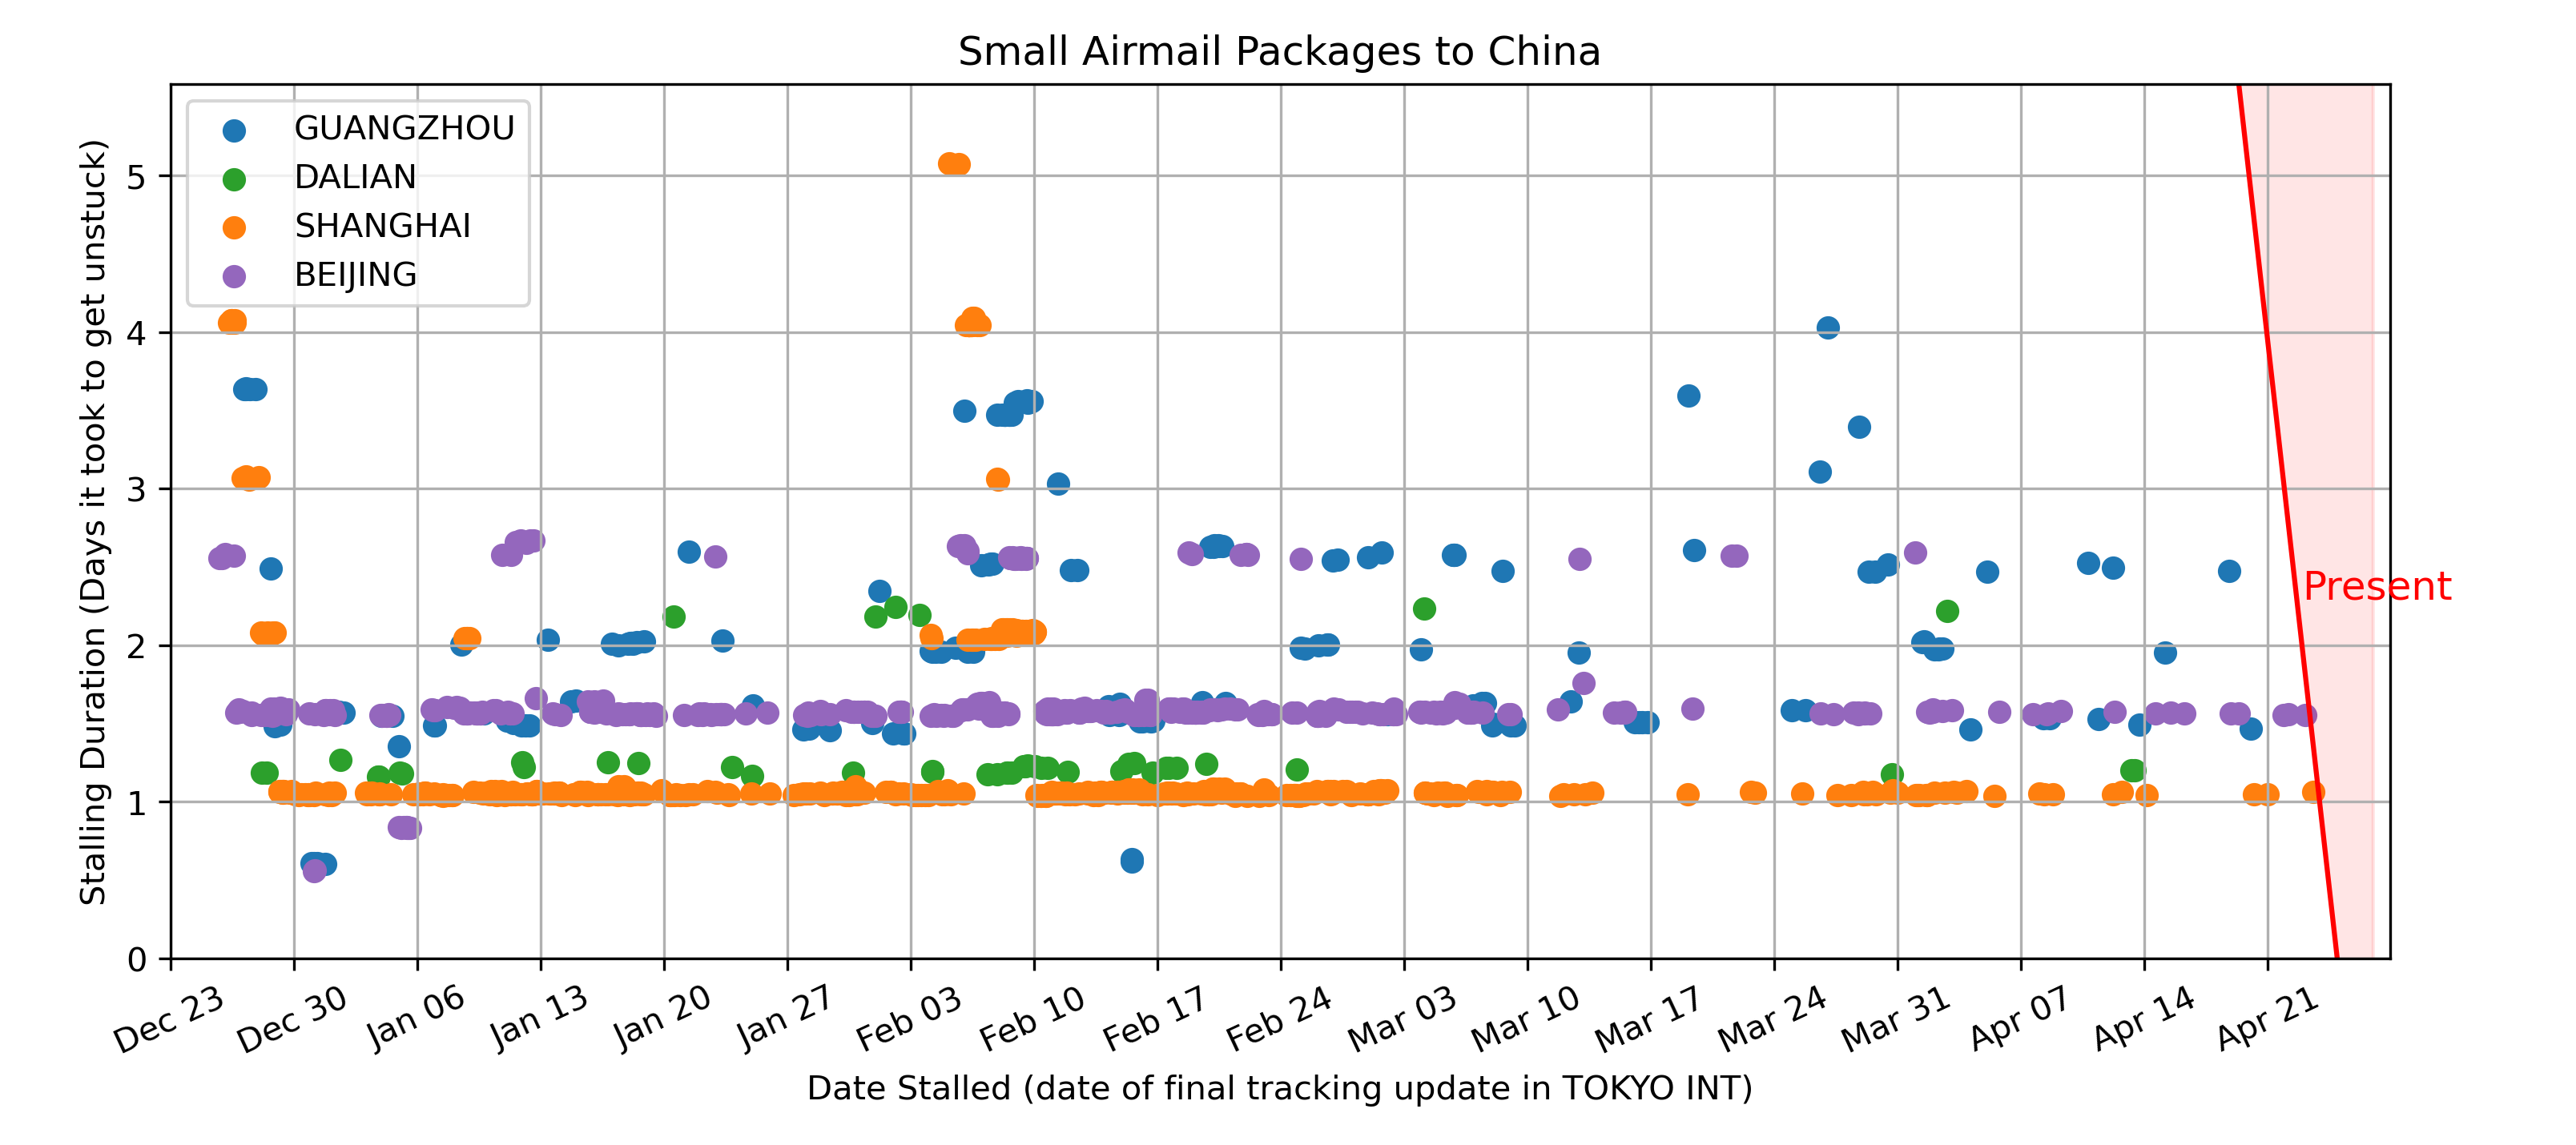 Small Airmail Packages to China
GUANGZHOU
DALIAN
SHANGHAI
BEIJING
Stalling Duration (Days it took to get unstuck)
5
4
3
2
1
0
Present
Dec 23
Dec 30
Jan 06
Jan 13
Jan 20
Jan 27
Feb 03
Feb 10
Feb 17
Feb 24
Mar 03
Mar 10
Mar 17
Mar 24
Mar 31
Apr 07
Apr 14
Apr 21
Date Stalled (date of final tracking update in TOKYO INT)